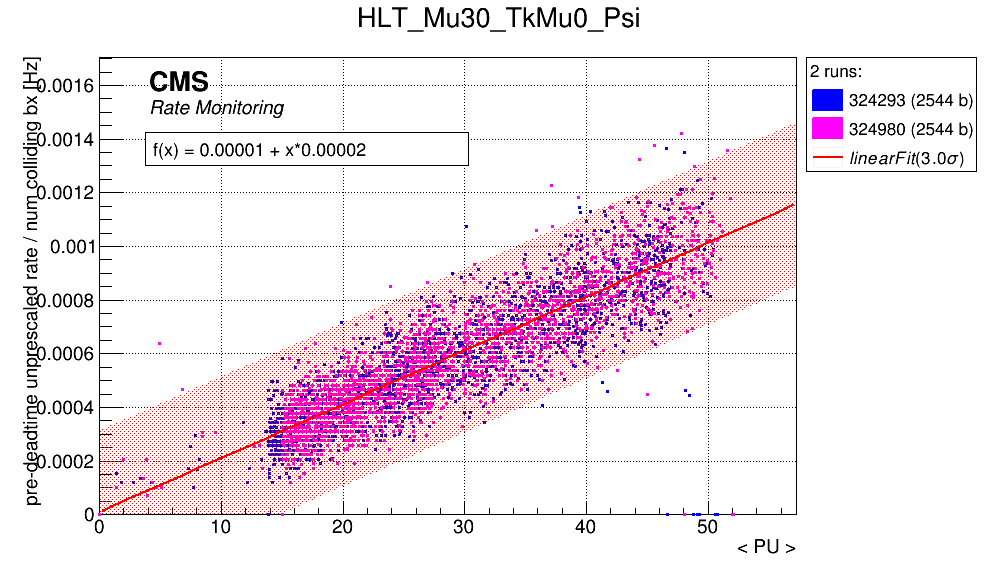 HLT_Mu30_TkMu0_Psi
pre-deadtime unprescaled rate / num colliding bx [Hz]
0.0016
0.0014
0.0012
0.001
0.0008
0.0006
0.0004
0.0002
0
CMS
Rate Monitoring
f(x) = 0.00001 + x*0.00002
2 runs:
324293 (2544 b)
324980 (2544 b)
linearFit(3.0σ)
0 10 20 30 40 50
< PU >